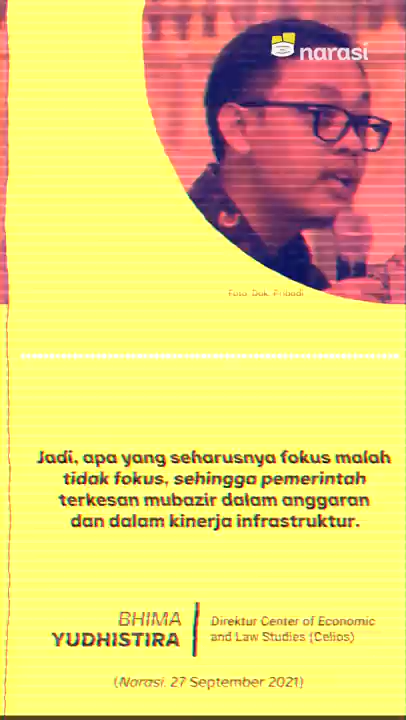 narasi
Foto: Dok. Pribadi
Jadi, apa yang seharusnya fokus malah
tidak fokus, sehingga pemerintah
terkesan mubazir dalam anggaran
dan dalam kinerja infrastruktur.
BHIMA
YUDHISTIRA
Direktur Center of Economic
and Law Studies (Celios)
(Narasi, 27 September 2021)